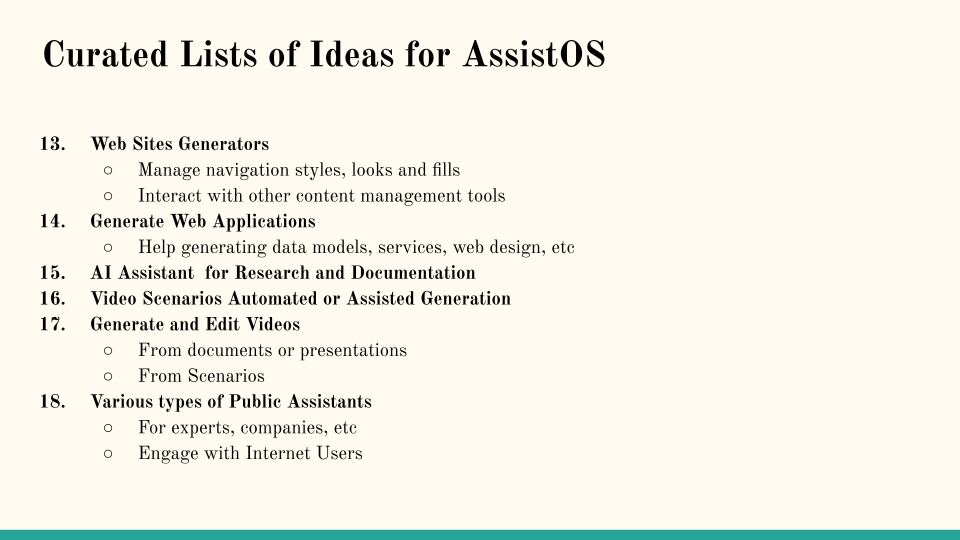 Curated Lists of Ideas for AssistOS
13. Web Sites Generators
○ Manage navigation styles, looks and fills
○ Interact with other content management tools
14. Generate Web Applications
○ Help generating data models, services, web design, etc
15. AI Assistant  for Research and Documentation
16. Video Scenarios Automated or Assisted Generation
17. Generate and Edit Videos
○ From documents or presentations
○ From Scenarios
18. Various types of Public Assistants
○ For experts, companies, etc
○ Engage with Internet Users